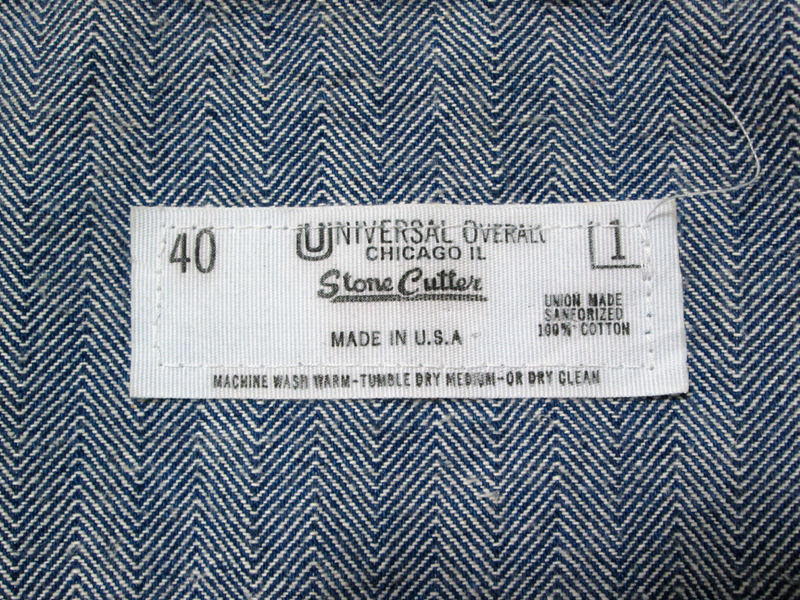 40
UNIVERSAL OVERALL
1
CHICAGO IL
Stone Cutter
UNION MADE
SANFORIZED
100% COTTON
MADE IN U.S.A
MACHINE WASH WARM-TUMBLE DRY MEDIUM-OR DRY CLEAN